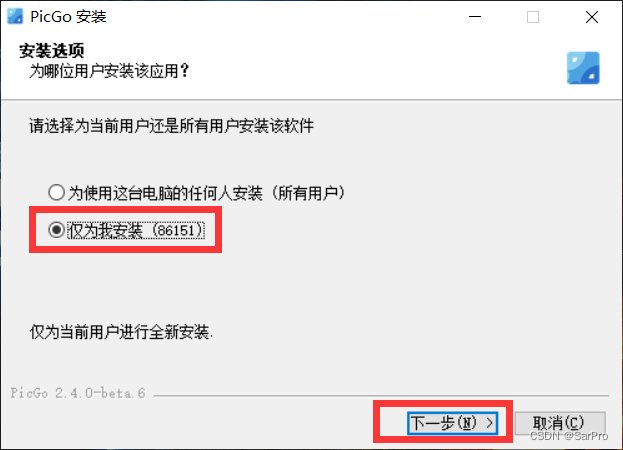 PicGo 安装
安装选项
为哪位用户安装该应用?
请选择为当前用户还是所有用户安装该软件
为使用这台电脑的任何人安装 (所有用户)
仅为我安装 (86151)
仅为当前用户进行全新安装.
PicGo 2.4.0-beta.6
下一步(N) >
取消(C)
CSDN @SarPro